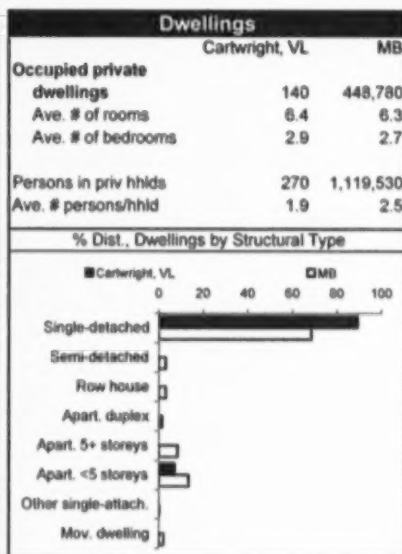 Dwellings
Cartwright, VL MB
Occupied private
dwellings 140 448,780
Ave. # of rooms 6.4 6.3
Ave. # of bedrooms 2.9 2.7
Persons in priv hhlds 270 1,119,530
Ave. # persons/hhld 1.9 2.5
% Dist., Dwellings by Structural Type
Cartwright, VL MB
0 20 40 60 80 100
Single-detached
Semi-detached
Row house
Apart. duplex
Apart. 5+ storeys
Apart. <5 storeys
Other single-attach.
Mov. dwelling